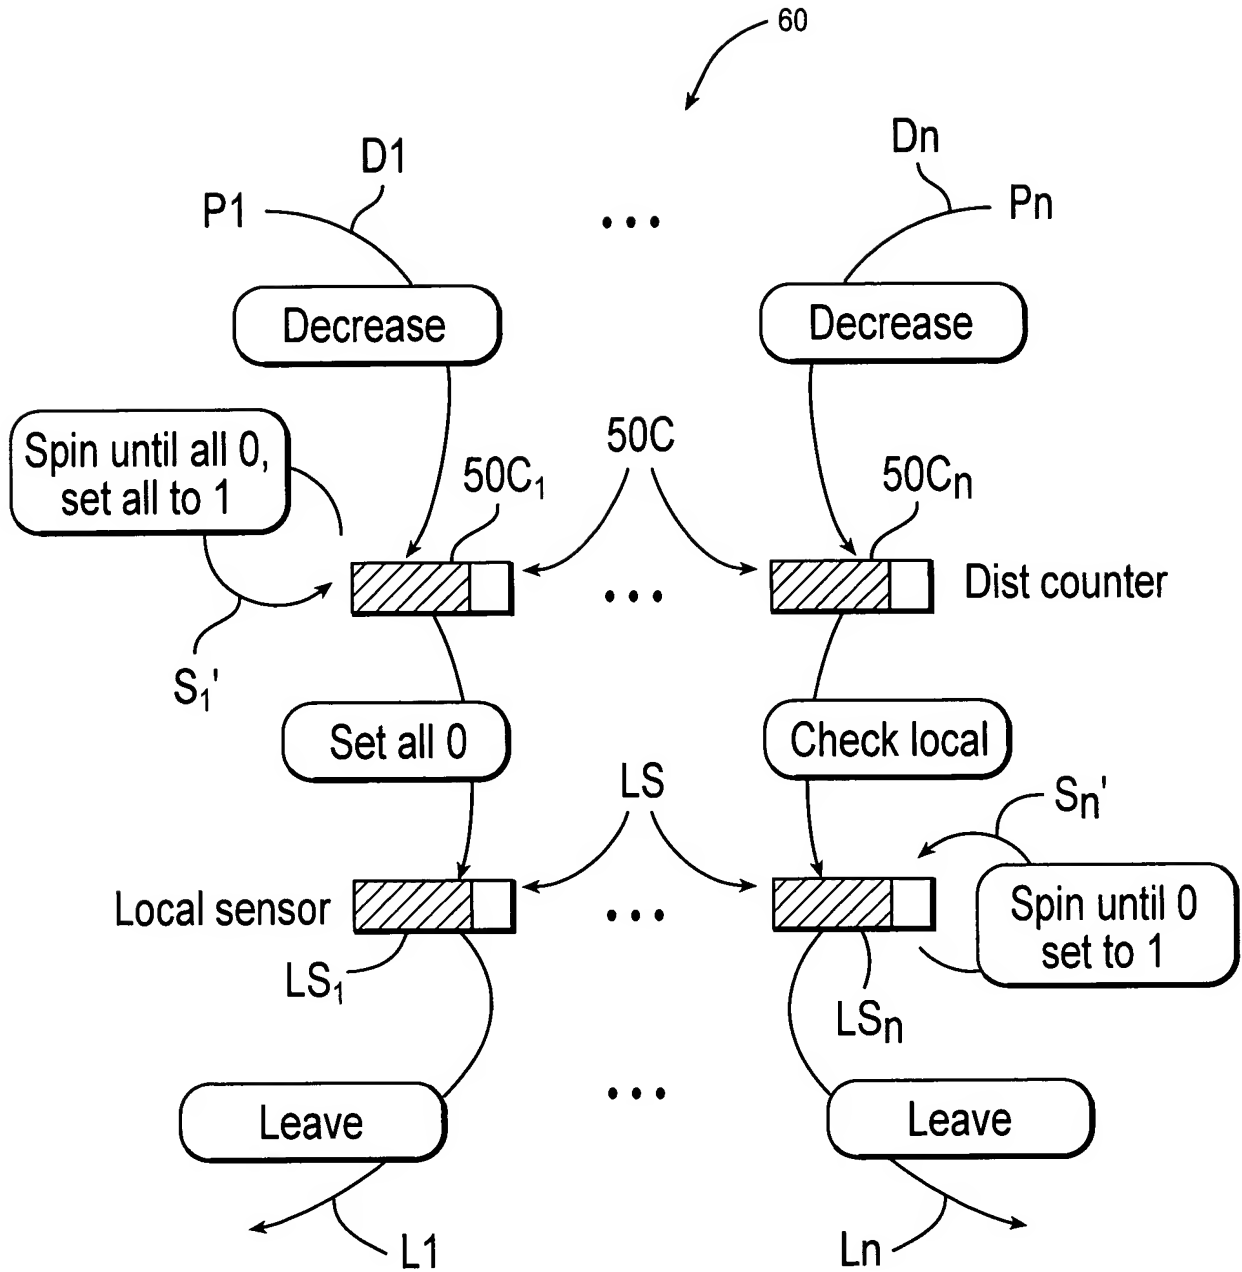 60
D1
Dn
P1
...
Pn
Decrease
Decrease
Spin until all 0,
set all to 1
50C
50C1
50Cn
...
Dist counter
S1'
Set all 0
Check local
LS
Sn'
Local sensor
...
Spin until 0
set to 1
LS1
LSn
...
Leave
Leave
L1
Ln